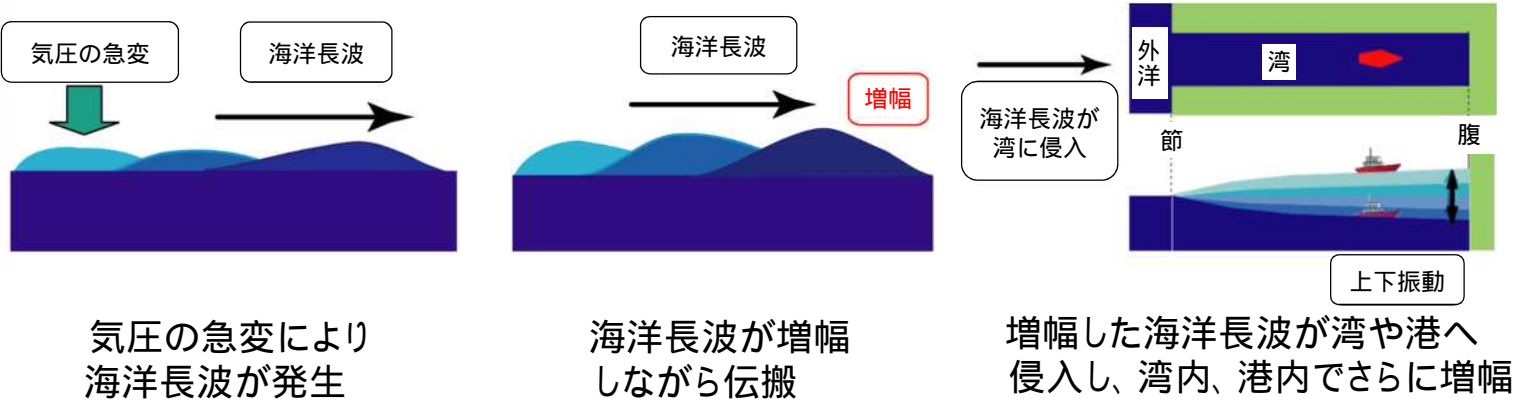 気圧の急変
海洋長波
気圧の急変により
海洋長波が発生
海洋長波
増幅
海洋長波が増幅
しながら伝搬
海洋長波が
湾に侵入
外洋
湾
節
腹
上下振動
増幅した海洋長波が湾や港へ
侵入し、湾内、港内でさらに増幅